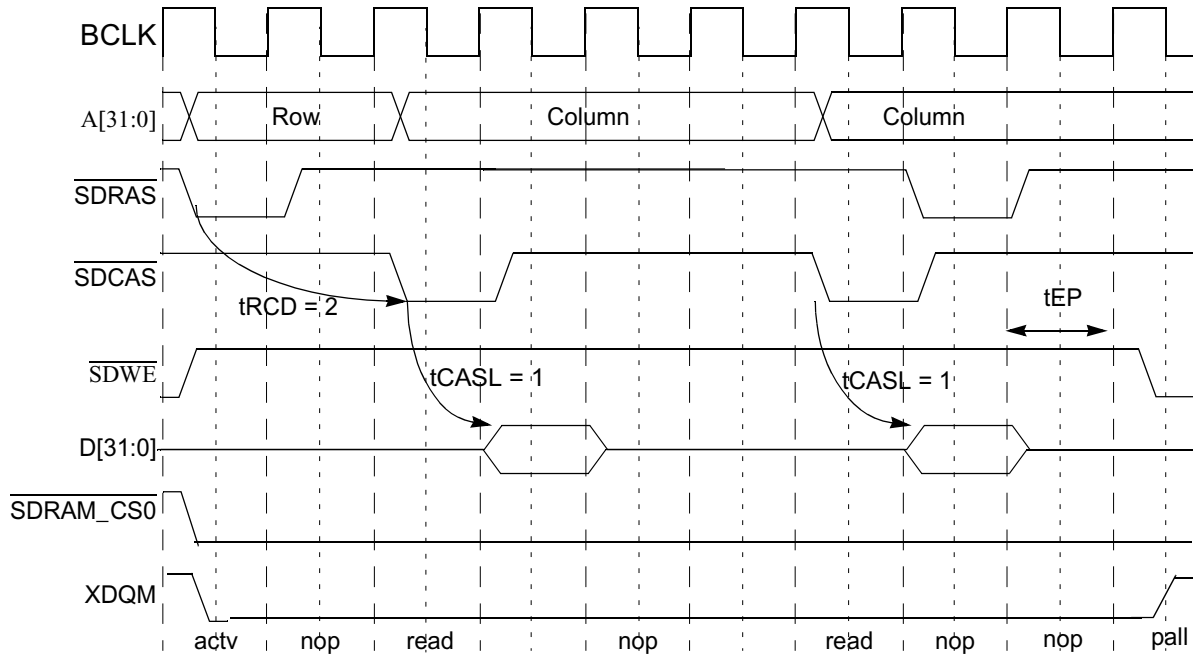 BCLK
A[31:0]
Row
Column
Column
SDRAS
SDCAS
tRCD = 2
tEP
SDWE
tCASL = 1
tCASL = 1
D[31:0]
SDRAM_CS0
XDQM
actv
nop
read
nop
read
nop
nop
pall